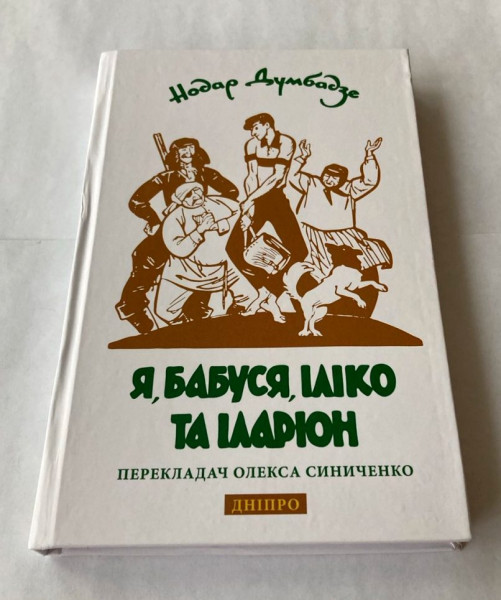 Нодар Думбадзе
Я, БАБУСЯ, ІЛІКО
ТА ІЛАРІОН
ПЕРЕКЛАДАЧ ОЛЕКСА СИНИЧЕНКО
ДНІПРО